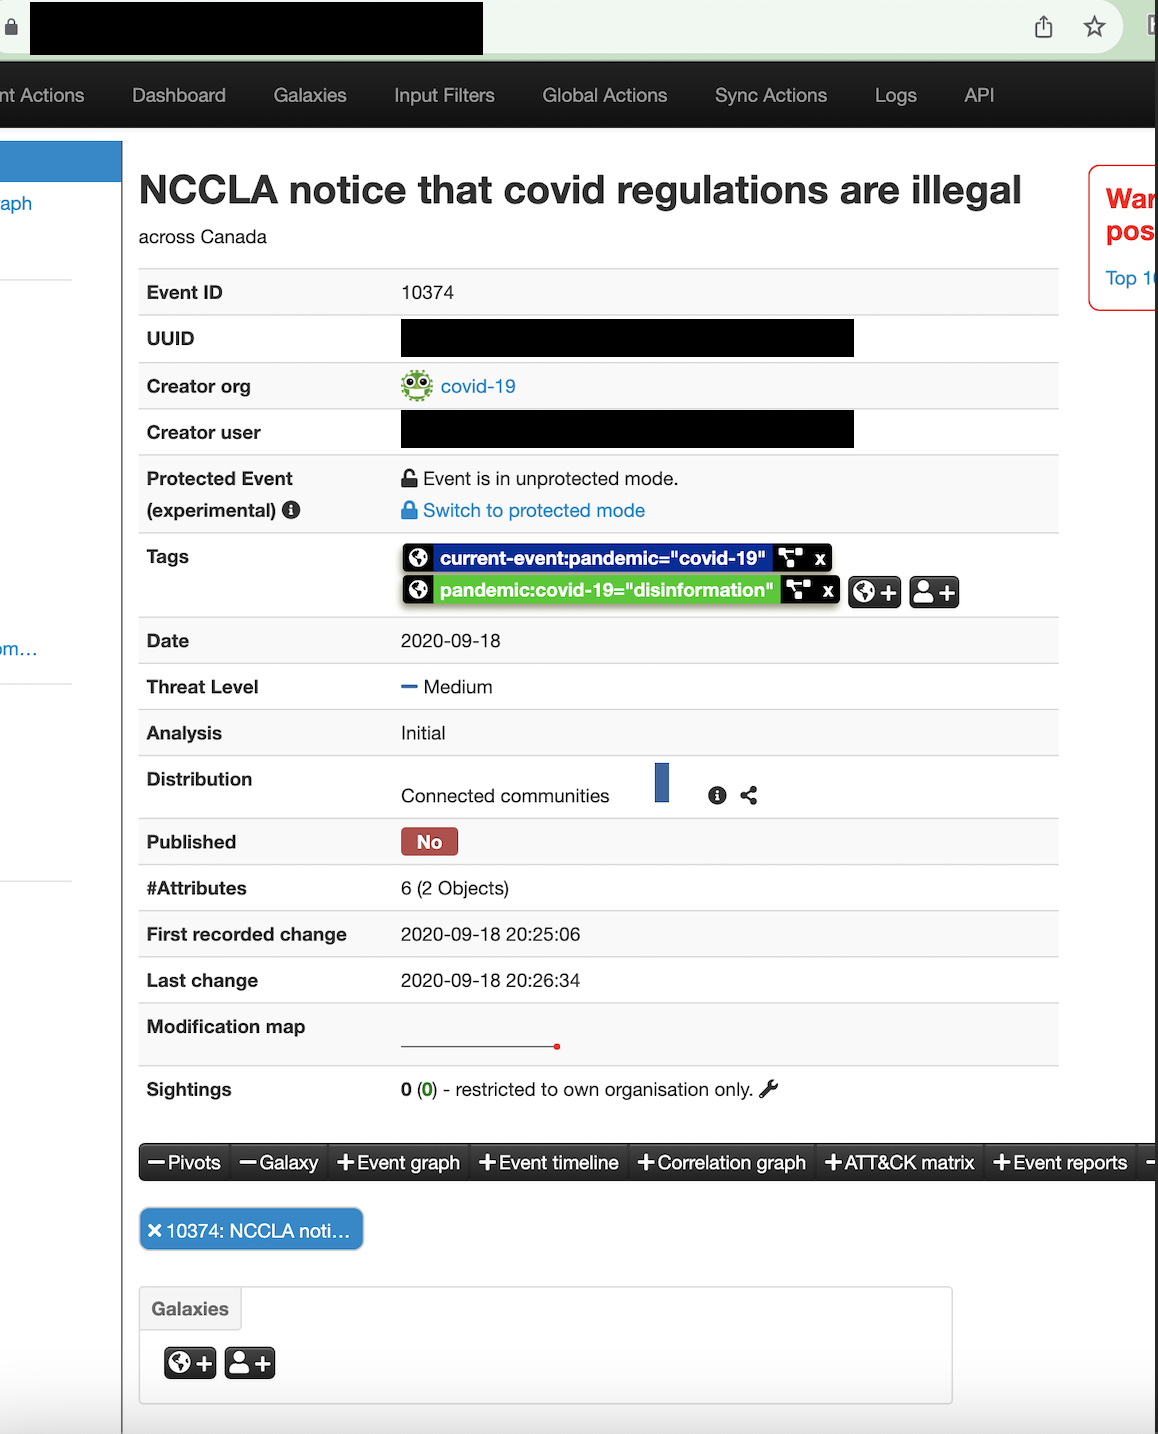 nt Actions Dashboard Galaxies Input Filters Global Actions Sync Actions Logs API
aph
om...
NCCLA notice that covid regulations are illegal
across Canada
War
pos
Top 10
Event ID 10374
UUID
Creator org covid-19
Creator user
Protected Event Event is in unprotected mode.
(experimental) Switch to protected mode
Tags current-event:pandemic="covid-19" x
pandemic:covid-19="disinformation" x + +
Date 2020-09-18
Threat Level Medium
Analysis Initial
Distribution Connected communities
Published No
#Attributes 6 (2 Objects)
First recorded change 2020-09-18 20:25:06
Last change 2020-09-18 20:26:34
Modification map
Sightings 0 (0) - restricted to own organisation only.
−Pivots −Galaxy +Event graph +Event timeline +Correlation graph +ATT&CK matrix +Event reports −
× 10374: NCCLA noti...
Galaxies
+ +